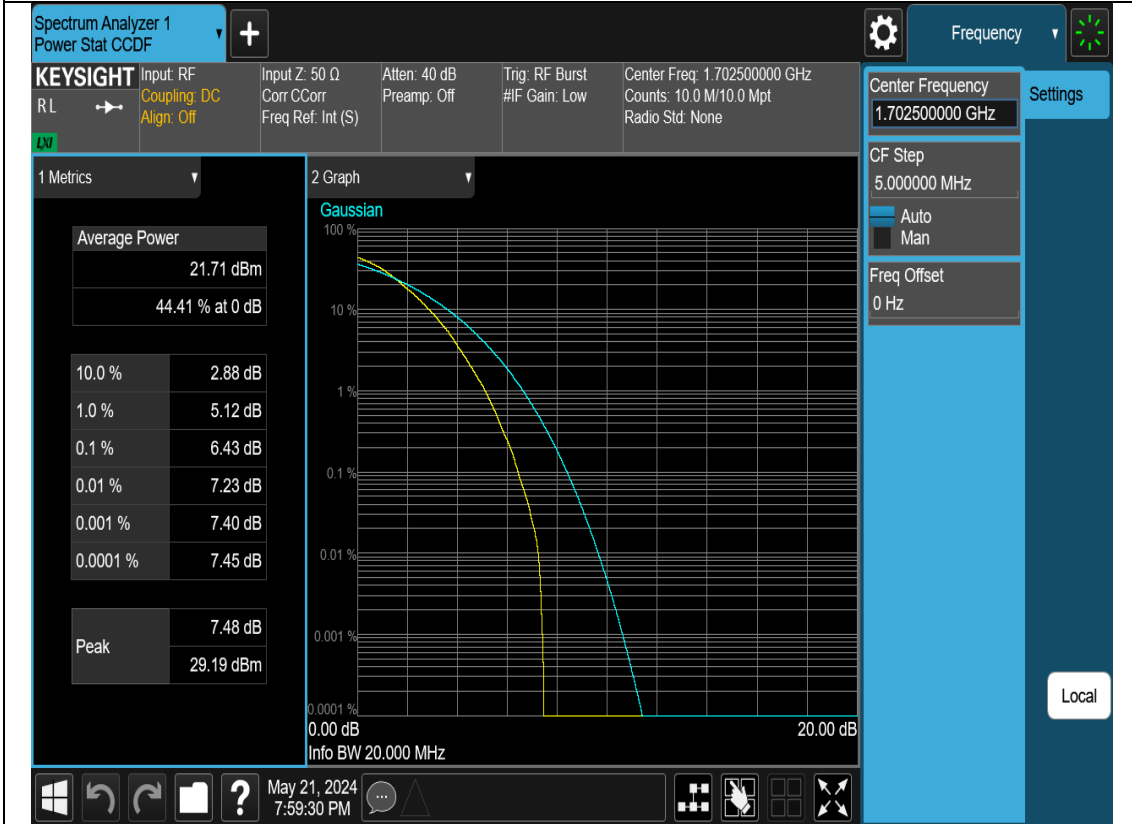 Spectrum Analyzer 1
Power Stat CCDF
+
Frequency
KEYSIGHT
RL
LXI
Input: RF
Coupling: DC
Align: Off
Input Z: 50 Ω
Corr CCorr
Freq Ref: Int (S)
Atten: 40 dB
Preamp: Off
Trig: RF Burst
#IF Gain: Low
Center Freq: 1.702500000 GHz
Counts: 10.0 M/10.0 Mpt
Radio Std: None
Center Frequency
1.702500000 GHz
Settings
CF Step
5.000000 MHz
Auto
Man
Freq Offset
0 Hz
1 Metrics
Average Power
21.71 dBm
44.41 % at 0 dB
10.0 % 2.88 dB
1.0 % 5.12 dB
0.1 % 6.43 dB
0.01 % 7.23 dB
0.001 % 7.40 dB
0.0001 % 7.45 dB
Peak
7.48 dB
29.19 dBm
2 Graph
Gaussian
100 %
10 %
1 %
0.1 %
0.01 %
0.001 %
0.0001 %
0.00 dB 20.00 dB
Info BW 20.000 MHz
Local
?
May 21, 2024
7:59:30 PM